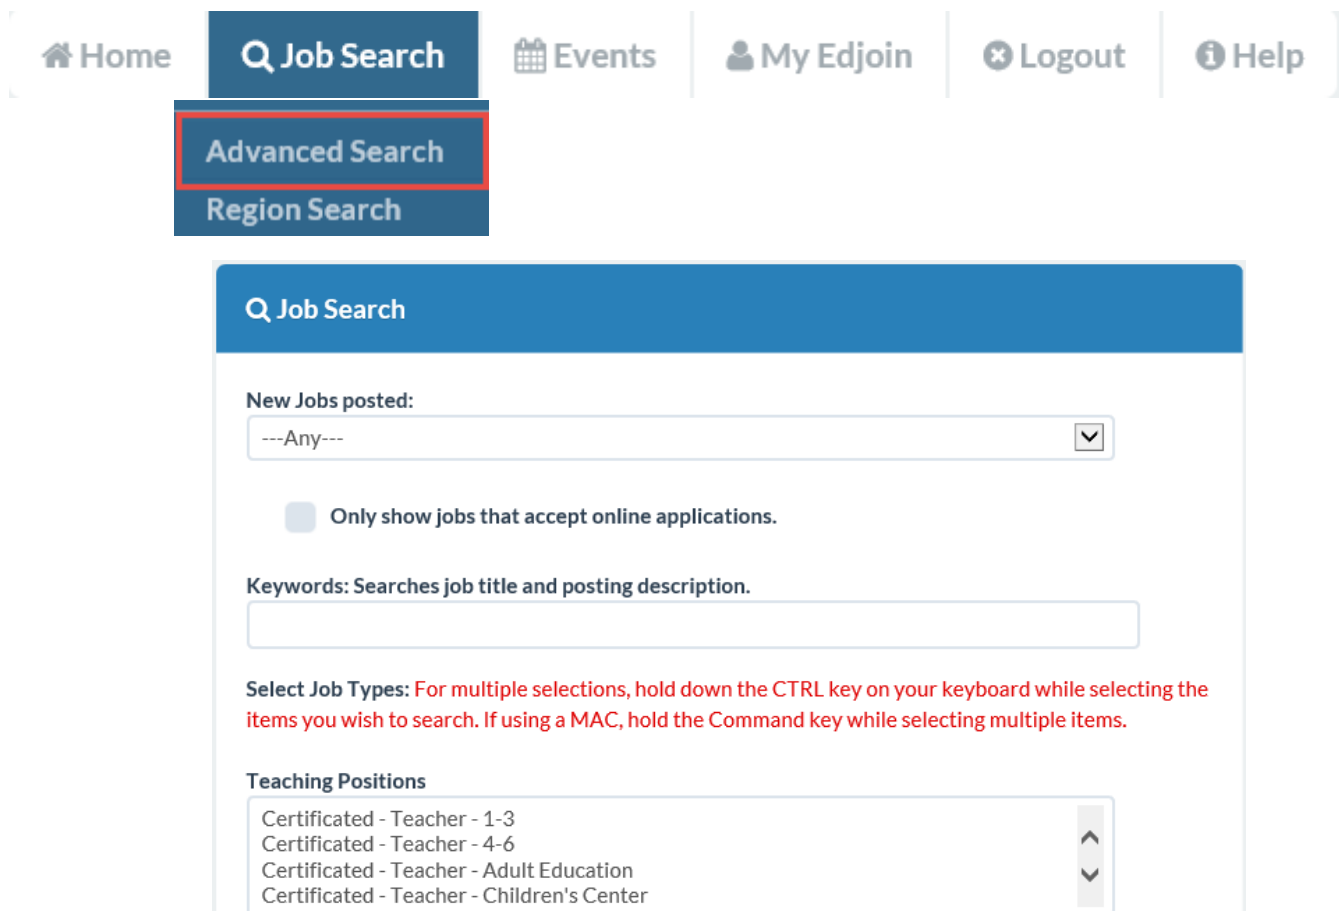 Home Job Search Events My Edjoin Logout Help
Advanced Search
Region Search
Job Search
New Jobs posted:
---Any---
Only show jobs that accept online applications.
Keywords: Searches job title and posting description.
Select Job Types: For multiple selections, hold down the CTRL key on your keyboard while selecting the
items you wish to search. If using a MAC, hold the Command key while selecting multiple items.
Teaching Positions
Certificated - Teacher - 1-3
Certificated - Teacher - 4-6
Certificated - Teacher - Adult Education
Certificated - Teacher - Children's Center